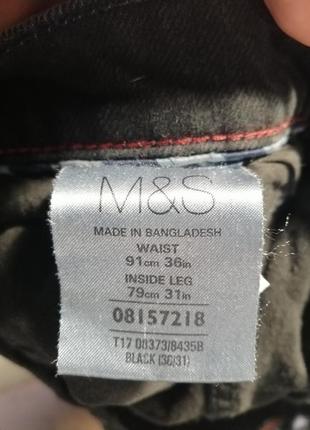 M&S
MADE IN BANGLADESH
WAIST
91cm 36in
INSIDE LEG
79cm 31in
08157218
T17 08373/8435B
BLACK (36/31)